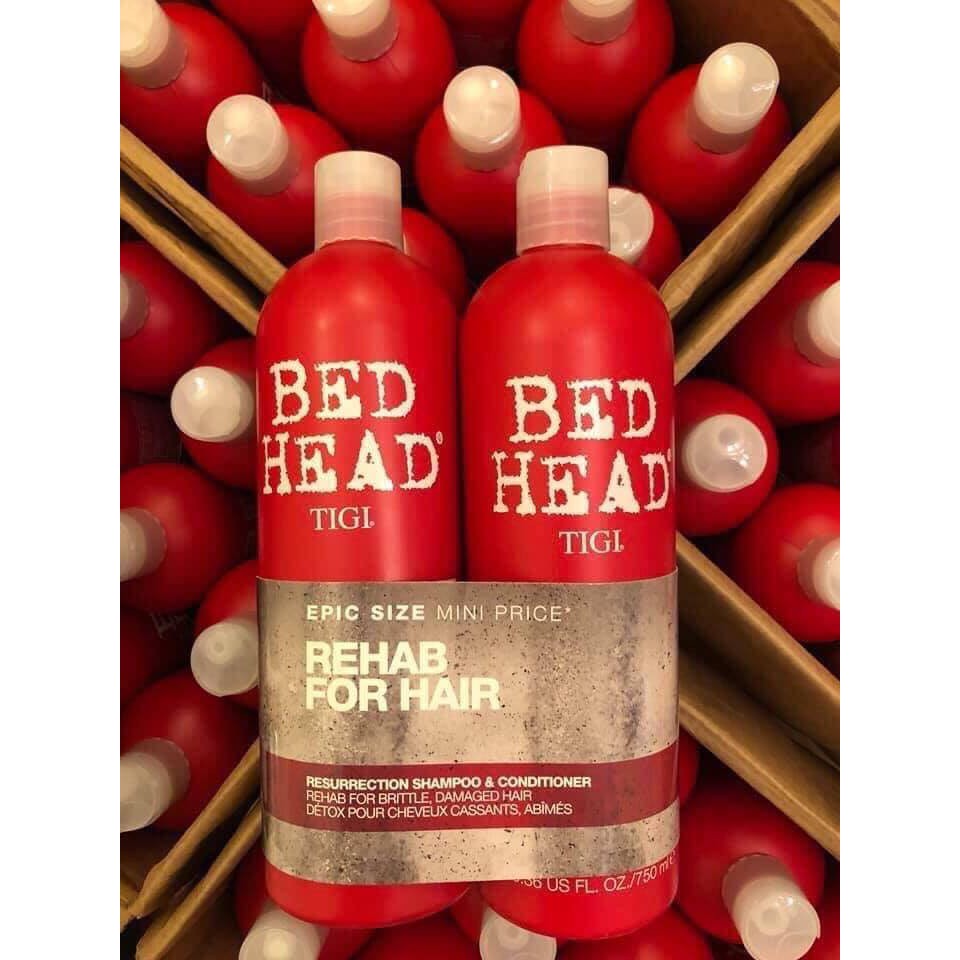 BED
HEAD®
TIGI®
BED
HEAD®
TIGI®
EPIC SIZE MINI PRICE*
REHAB
FOR HAIR
RESURRECTION SHAMPOO & CONDITIONER
REHAB FOR BRITTLE, DAMAGED HAIR
DÉTOX POUR CHEVEUX CASSANTS, ABÎMÉS
US FL. OZ./750 ml